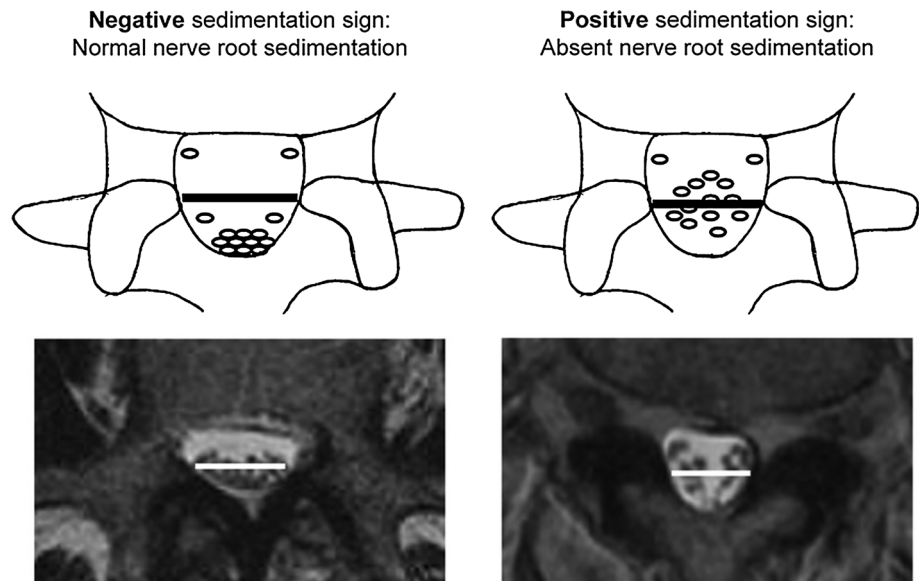 Negative sedimentation sign:
Normal nerve root sedimentation
Positive sedimentation sign:
Absent nerve root sedimentation